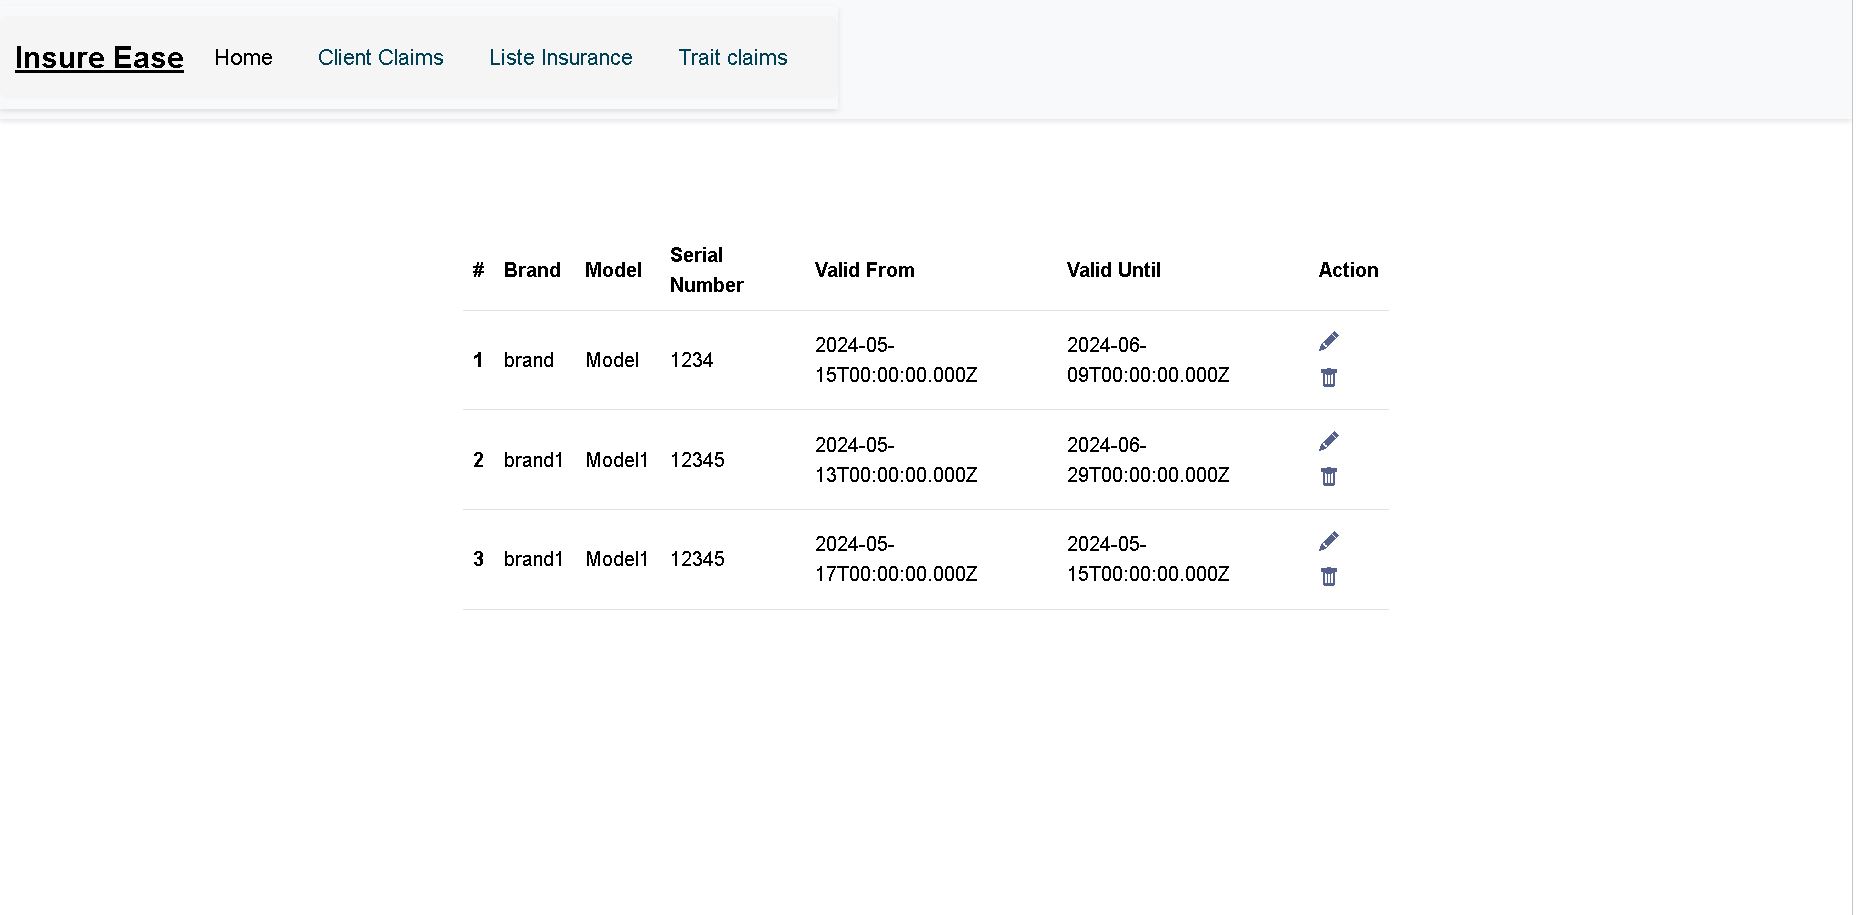 Insure Ease Home Client Claims Liste Insurance Trait claims
# Brand Model Serial Number Valid From Valid Until Action
1 brand Model 1234 2024-05-15T00:00:00.000Z 2024-06-09T00:00:00.000Z
2 brand1 Model1 12345 2024-05-13T00:00:00.000Z 2024-06-29T00:00:00.000Z
3 brand1 Model1 12345 2024-05-17T00:00:00.000Z 2024-05-15T00:00:00.000Z